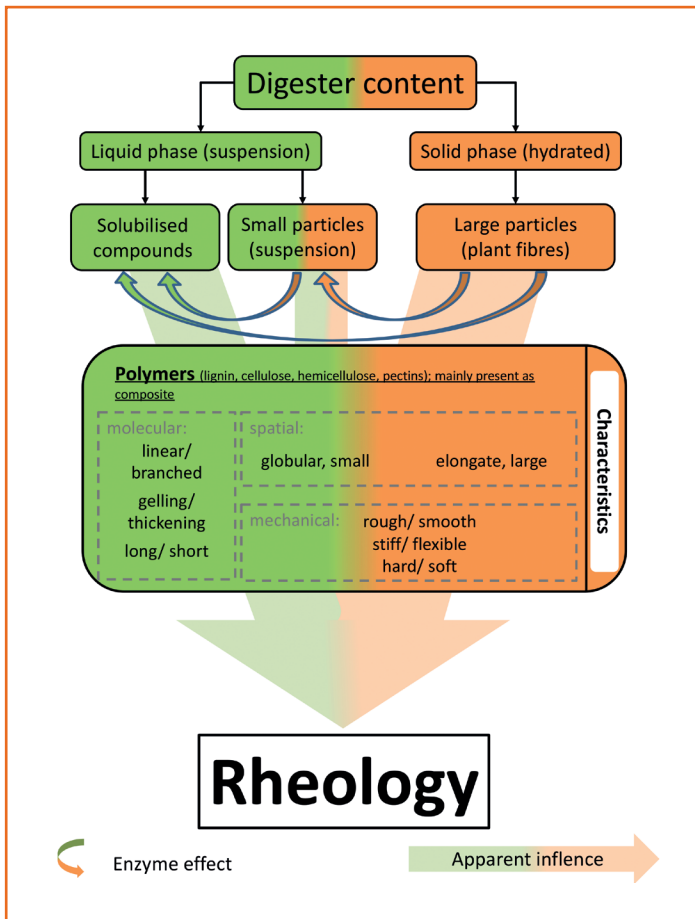 Digester content
Liquid phase (suspension)
Solid phase (hydrated)
Solubilised
compounds
Small particles
(suspension)
Large particles
(plant fibres)
Polymers (lignin, cellulose, hemicellulose, pectins); mainly present as
composite
molecular:
linear/
branched
gelling/
thickening
long/ short
spatial:
globular, small
elongate, large
mechanical:
rough/ smooth
stiff/ flexible
hard/ soft
Characteristics
Rheology
Enzyme effect
Apparent inflence